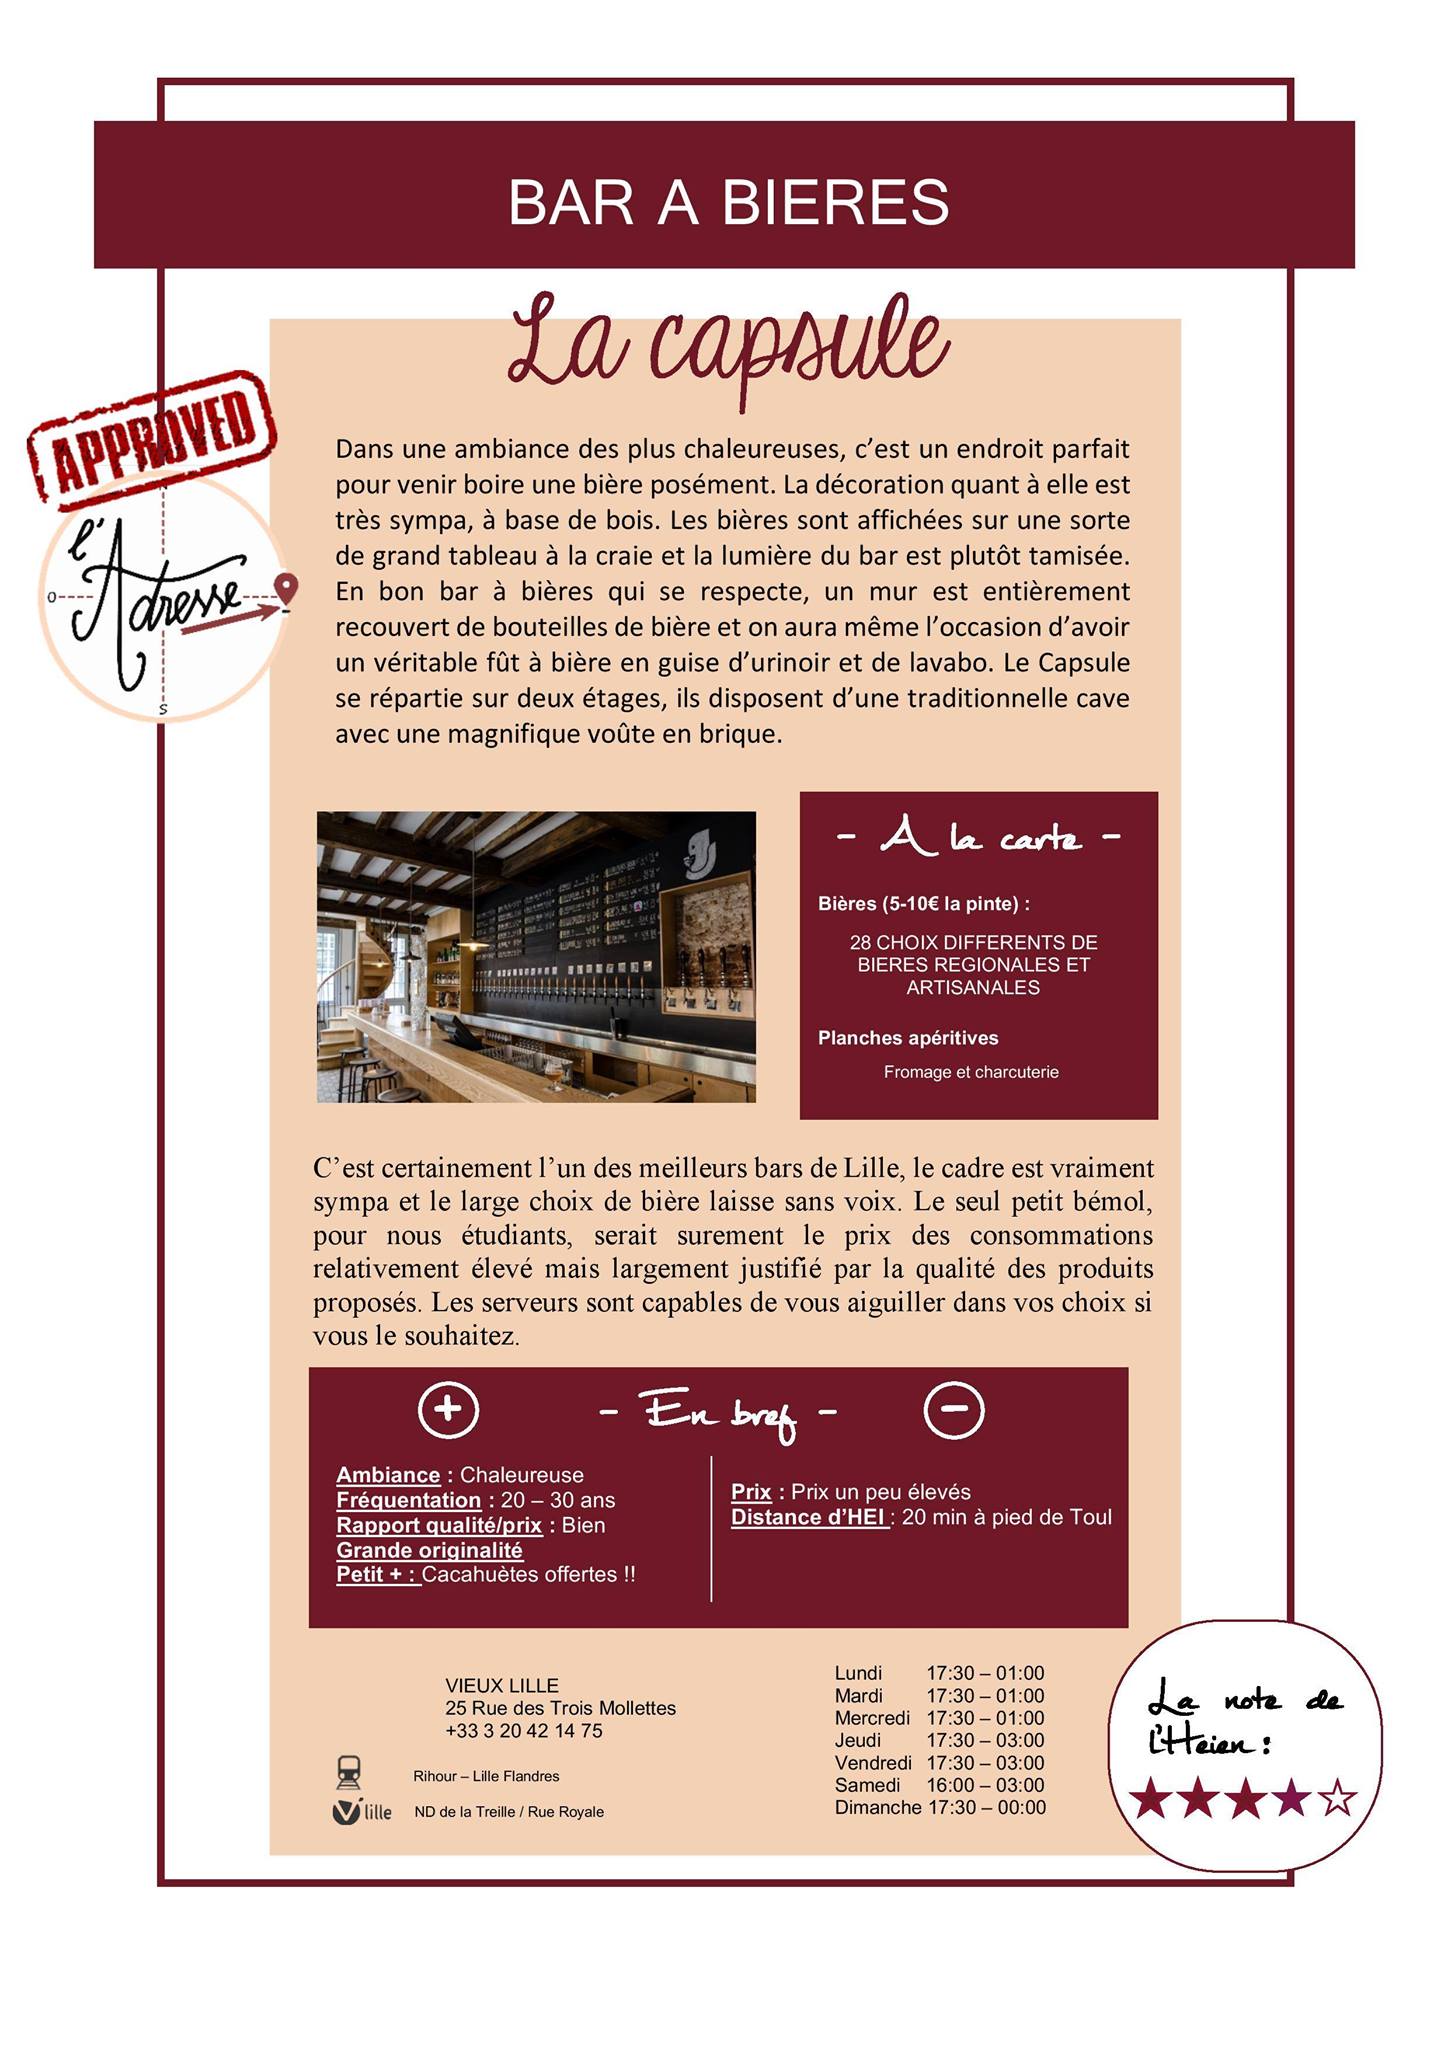 BAR A BIERES
La capsule
APPROVED
l'Adresse
O
S
Dans une ambiance des plus chaleureuses, c’est un endroit parfait
pour venir boire une bière posément. La décoration quant à elle est
très sympa, à base de bois. Les bières sont affichées sur une sorte
de grand tableau à la craie et la lumière du bar est plutôt tamisée.
En bon bar à bières qui se respecte, un mur est entièrement
recouvert de bouteilles de bière et on aura même l’occasion d’avoir
un véritable fût à bière en guise d’urinoir et de lavabo. Le Capsule
se répartie sur deux étages, ils disposent d’une traditionnelle cave
avec une magnifique voûte en brique.
- A la carte -
Bières (5-10€ la pinte) :
28 CHOIX DIFFERENTS DE
BIERES REGIONALES ET
ARTISANALES
Planches apéritives
Fromage et charcuterie
C’est certainement l’un des meilleurs bars de Lille, le cadre est vraiment
sympa et le large choix de bière laisse sans voix. Le seul petit bémol,
pour nous étudiants, serait surement le prix des consommations
relativement élevé mais largement justifié par la qualité des produits
proposés. Les serveurs sont capables de vous aiguiller dans vos choix si
vous le souhaitez.
+ - En bref - −
Ambiance : Chaleureuse
Fréquentation : 20 – 30 ans
Rapport qualité/prix : Bien
Grande originalité
Petit + : Cacahuètes offertes !!
Prix : Prix un peu élevés
Distance d’HEI : 20 min à pied de Toul
VIEUX LILLE
25 Rue des Trois Mollettes
+33 3 20 42 14 75
Rihour – Lille Flandres
V'lille ND de la Treille / Rue Royale
Lundi 17:30 – 01:00
Mardi 17:30 – 01:00
Mercredi 17:30 – 01:00
Jeudi 17:30 – 03:00
Vendredi 17:30 – 03:00
Samedi 16:00 – 03:00
Dimanche 17:30 – 00:00
La note de
l'Heien :